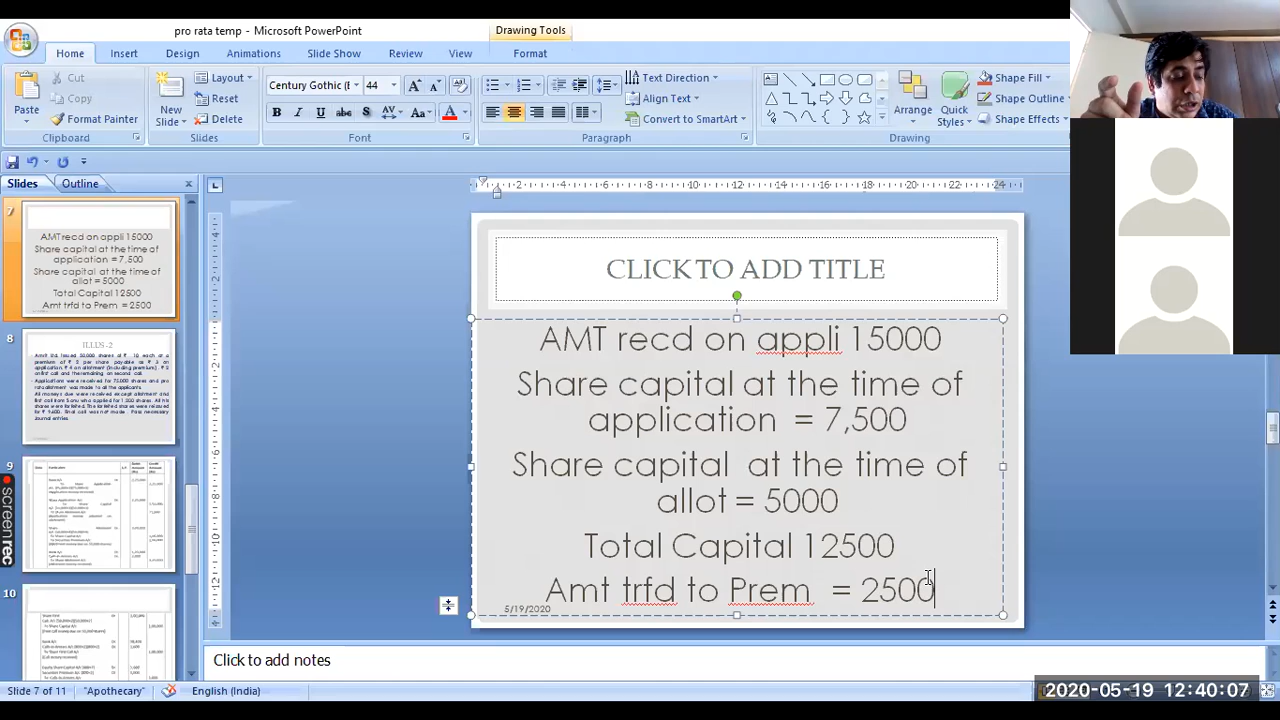 pro rata temp - Microsoft PowerPoint
Drawing Tools
Home
Insert
Design
Animations
Slide Show
Review
View
Format
Paste
Cut
Copy
Format Painter
Clipboard
New
Slide
Layout
Reset
Delete
Slides
Century Gothic (E
44
Font
Text Direction
Align Text
Convert to SmartArt
Paragraph
Arrange
Quick
Styles
Shape Fill
Shape Outline
Shape Effects
Drawing
Slides
Outline
7
AMT recd on appli 15000
Share capital at the time of
application = 7,500
Share capital at the time of
allot = 5000
Total Capital 12500
Amt trfd to Prem = 2500
8
ILLUS -2
9
10
CLICK TO ADD TITLE
AMT recd on appli 15000
Share capital at the time of
application = 7,500
Share capital at the time of
allot = 5000
Total Capital 12500
Amt trfd to Prem = 2500
5/19/2020
Click to add notes
Slide 7 of 11
"Apothecary"
English (India)
2020-05-19 12:40:07
screenrec